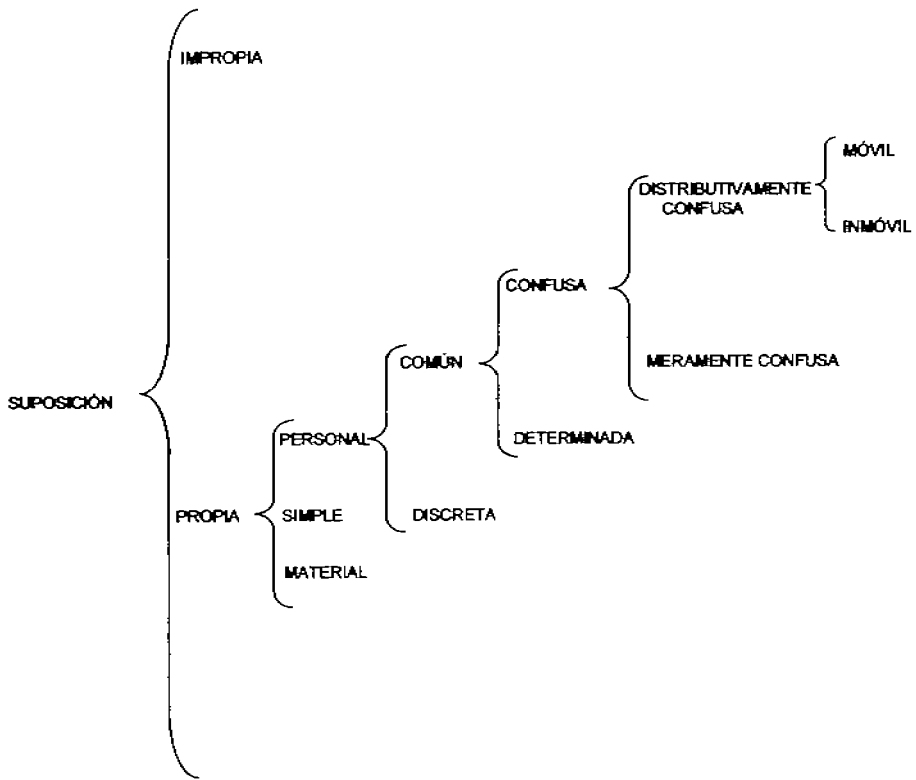 IMPROPIA
MÓVIL
DISTRIBUTIVAMENTE
CONFUSA
INMÓVIL
CONFUSA
COMÚN
MERAMENTE CONFUSA
SUPOSICIÓN
PERSONAL
DETERMINADA
PROPIA
SIMPLE
DISCRETA
MATERIAL